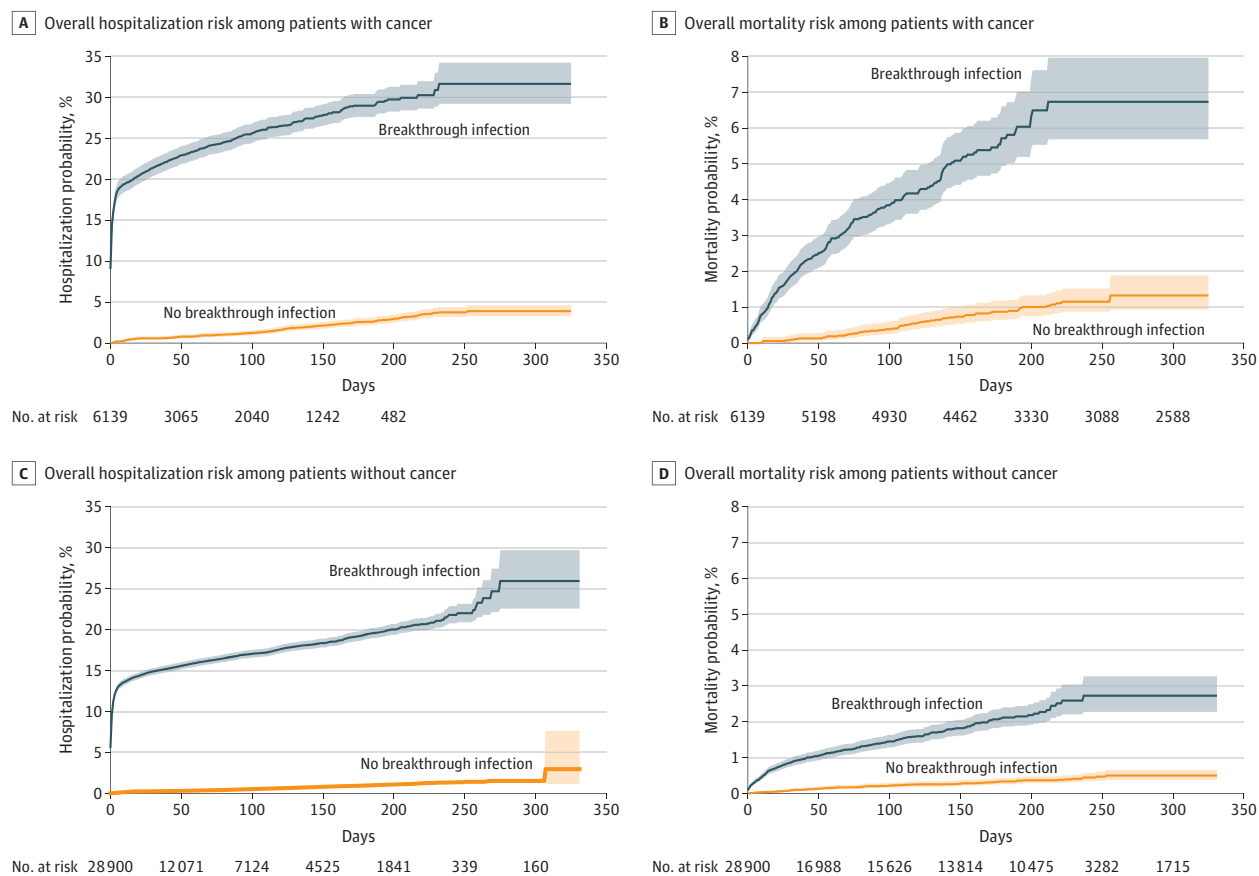 A Overall hospitalization risk among patients with cancer
35
30
25
20
15
10
5
0
Hospitalization probability, %
Breakthrough infection
No breakthrough infection
0 50 100 150 200 250 300 350
Days
No. at risk 6139 3065 2040 1242 482
B Overall mortality risk among patients with cancer
8
7
6
5
4
3
2
1
0
Mortality probability, %
Breakthrough infection
No breakthrough infection
0 50 100 150 200 250 300 350
Days
No. at risk 6139 5198 4930 4462 3330 3088 2588
C Overall hospitalization risk among patients without cancer
35
30
25
20
15
10
5
0
Hospitalization probability, %
Breakthrough infection
No breakthrough infection
0 50 100 150 200 250 300 350
Days
No. at risk 28900 12071 7124 4525 1841 339 160
D Overall mortality risk among patients without cancer
8
7
6
5
4
3
2
1
0
Mortality probability, %
Breakthrough infection
No breakthrough infection
0 50 100 150 200 250 300 350
Days
No. at risk 28900 16988 15626 13814 10475 3282 1715